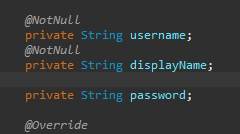 @NotNull
private String username;
@NotNull
private String displayName;
private String password;
@Override